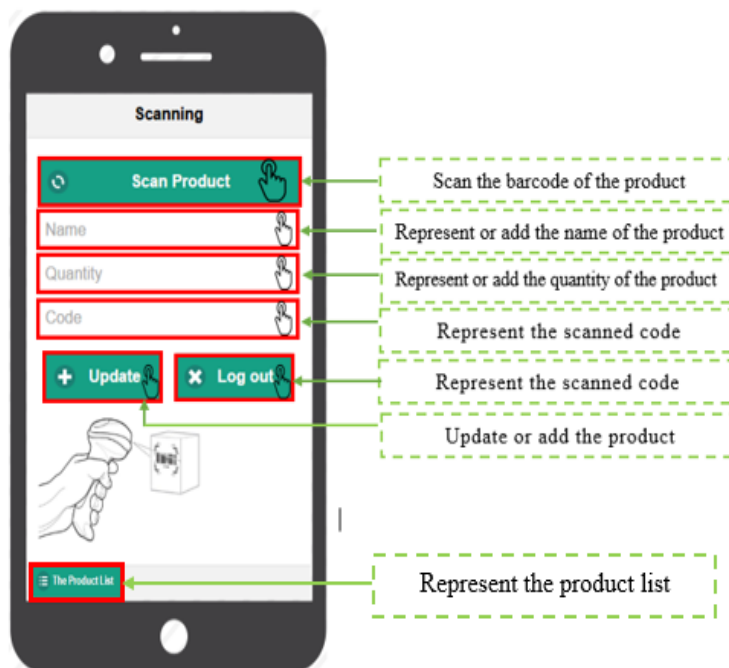 Scanning
Scan Product
Scan the barcode of the product
Name
Represent or add the name of the product
Quantity
Represent or add the quantity of the product
Code
Represent the scanned code
Update
Log out
Represent the scanned code
Update or add the product
The Product List
Represent the product list